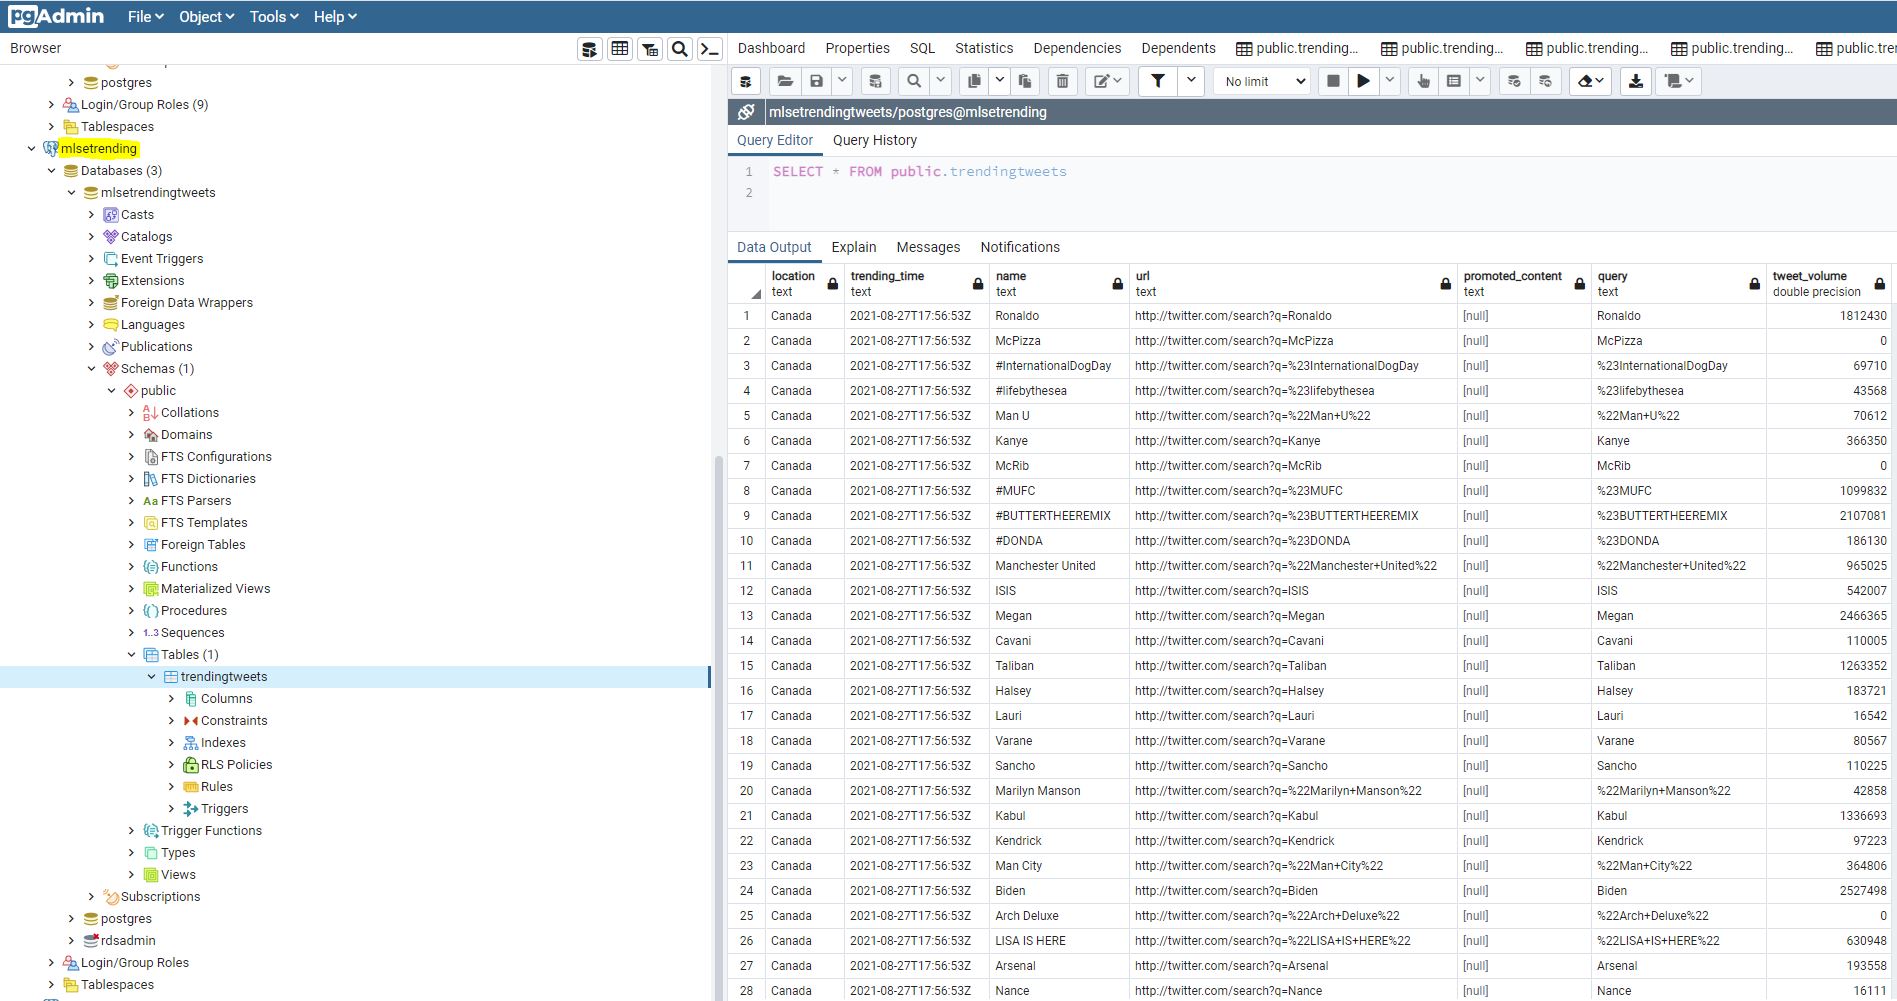 pgAdmin File Object Tools Help
Browser
postgres
Login/Group Roles (9)
Tablespaces
mlsetrending
Databases (3)
mlsetrendingtweets
Casts
Catalogs
Event Triggers
Extensions
Foreign Data Wrappers
Languages
Publications
Schemas (1)
public
Collations
Domains
FTS Configurations
FTS Dictionaries
Aa FTS Parsers
FTS Templates
Foreign Tables
Functions
Materialized Views
Procedures
1..3 Sequences
Tables (1)
trendingtweets
Columns
Constraints
Indexes
RLS Policies
Rules
Triggers
Trigger Functions
Types
Views
Subscriptions
postgres
rdsadmin
Login/Group Roles
Tablespaces
Dashboard Properties SQL Statistics Dependencies Dependents public.trending... public.trending... public.trending... public.trending... public.tre
No limit
mlsetrendingtweets/postgres@mlsetrending
Query Editor Query History
1 SELECT * FROM public.trendingtweets
2
Data Output Explain Messages Notifications
location trending_time name url promoted_content query tweet_volume
text text text text text text double precision
1 Canada 2021-08-27T17:56:53Z Ronaldo http://twitter.com/search?q=Ronaldo [null] Ronaldo 1812430
2 Canada 2021-08-27T17:56:53Z McPizza http://twitter.com/search?q=McPizza [null] McPizza 0
3 Canada 2021-08-27T17:56:53Z #InternationalDogDay http://twitter.com/search?q=%23InternationalDogDay [null] %23InternationalDogDay 69710
4 Canada 2021-08-27T17:56:53Z #lifebythesea http://twitter.com/search?q=%23lifebythesea [null] %23lifebythesea 43568
5 Canada 2021-08-27T17:56:53Z Man U http://twitter.com/search?q=%22Man+U%22 [null] %22Man+U%22 70612
6 Canada 2021-08-27T17:56:53Z Kanye http://twitter.com/search?q=Kanye [null] Kanye 366350
7 Canada 2021-08-27T17:56:53Z McRib http://twitter.com/search?q=McRib [null] McRib 0
8 Canada 2021-08-27T17:56:53Z #MUFC http://twitter.com/search?q=%23MUFC [null] %23MUFC 1099832
9 Canada 2021-08-27T17:56:53Z #BUTTERTHEEREMIX http://twitter.com/search?q=%23BUTTERTHEEREMIX [null] %23BUTTERTHEEREMIX 2107081
10 Canada 2021-08-27T17:56:53Z #DONDA http://twitter.com/search?q=%23DONDA [null] %23DONDA 186130
11 Canada 2021-08-27T17:56:53Z Manchester United http://twitter.com/search?q=%22Manchester+United%22 [null] %22Manchester+United%22 965025
12 Canada 2021-08-27T17:56:53Z ISIS http://twitter.com/search?q=ISIS [null] ISIS 542007
13 Canada 2021-08-27T17:56:53Z Megan http://twitter.com/search?q=Megan [null] Megan 2466365
14 Canada 2021-08-27T17:56:53Z Cavani http://twitter.com/search?q=Cavani [null] Cavani 110005
15 Canada 2021-08-27T17:56:53Z Taliban http://twitter.com/search?q=Taliban [null] Taliban 1263352
16 Canada 2021-08-27T17:56:53Z Halsey http://twitter.com/search?q=Halsey [null] Halsey 183721
17 Canada 2021-08-27T17:56:53Z Lauri http://twitter.com/search?q=Lauri [null] Lauri 16542
18 Canada 2021-08-27T17:56:53Z Varane http://twitter.com/search?q=Varane [null] Varane 80567
19 Canada 2021-08-27T17:56:53Z Sancho http://twitter.com/search?q=Sancho [null] Sancho 110225
20 Canada 2021-08-27T17:56:53Z Marilyn Manson http://twitter.com/search?q=%22Marilyn+Manson%22 [null] %22Marilyn+Manson%22 42858
21 Canada 2021-08-27T17:56:53Z Kabul http://twitter.com/search?q=Kabul [null] Kabul 1336693
22 Canada 2021-08-27T17:56:53Z Kendrick http://twitter.com/search?q=Kendrick [null] Kendrick 97223
23 Canada 2021-08-27T17:56:53Z Man City http://twitter.com/search?q=%22Man+City%22 [null] %22Man+City%22 364806
24 Canada 2021-08-27T17:56:53Z Biden http://twitter.com/search?q=Biden [null] Biden 2527498
25 Canada 2021-08-27T17:56:53Z Arch Deluxe http://twitter.com/search?q=%22Arch+Deluxe%22 [null] %22Arch+Deluxe%22 0
26 Canada 2021-08-27T17:56:53Z LISA IS HERE http://twitter.com/search?q=%22LISA+IS+HERE%22 [null] %22LISA+IS+HERE%22 630948
27 Canada 2021-08-27T17:56:53Z Arsenal http://twitter.com/search?q=Arsenal [null] Arsenal 193558
28 Canada 2021-08-27T17:56:53Z Nance http://twitter.com/search?q=Nance [null] Nance 16111